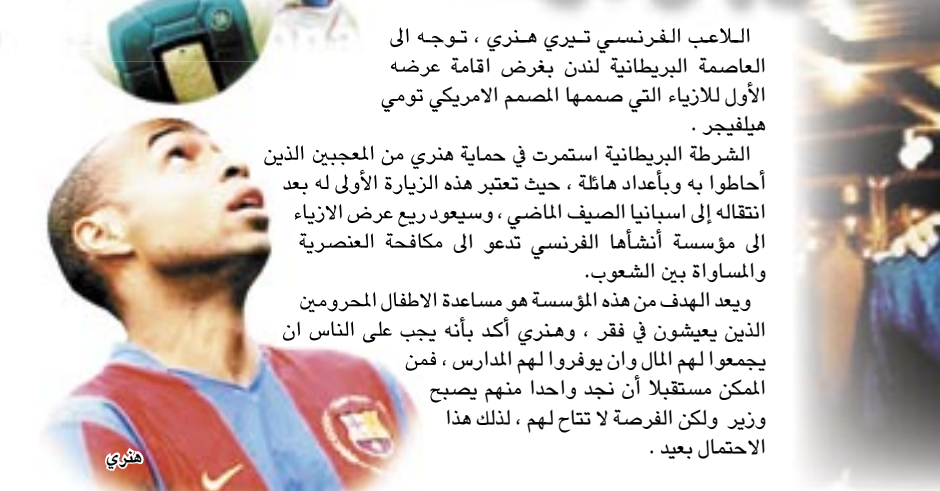 اللاعب الفرنسي تيري هنري ، توجه الى
العاصمة البريطانية لندن بغرض اقامة عرضه
الأول للازياء التي صممها المصمم الامريكي تومي
هيلفيجر .
الشرطة البريطانية استمرت في حماية هنري من المعجبين الذين
أحاطوا به وبأعداد هائلة ، حيث تعتبر هذه الزيارة الأولى له بعد
انتقاله إلى اسبانيا الصيف الماضي ، وسيعود ريع عرض الازياء
الى مؤسسة أنشأها الفرنسي تدعو الى مكافحة العنصرية
والمساواة بين الشعوب.
ويعد الهدف من هذه المؤسسة هو مساعدة الاطفال المحرومين
الذين يعيشون في فقر ، وهنري أكد بأنه يجب على الناس ان
يجمعوا لهم المال وان يوفروا لهم المدارس ، فمن
الممكن مستقبلا أن نجد واحدا منهم يصبح
وزير ولكن الفرصة لا تتاح لهم ، لذلك هذا
الاحتمال بعيد .
هنري